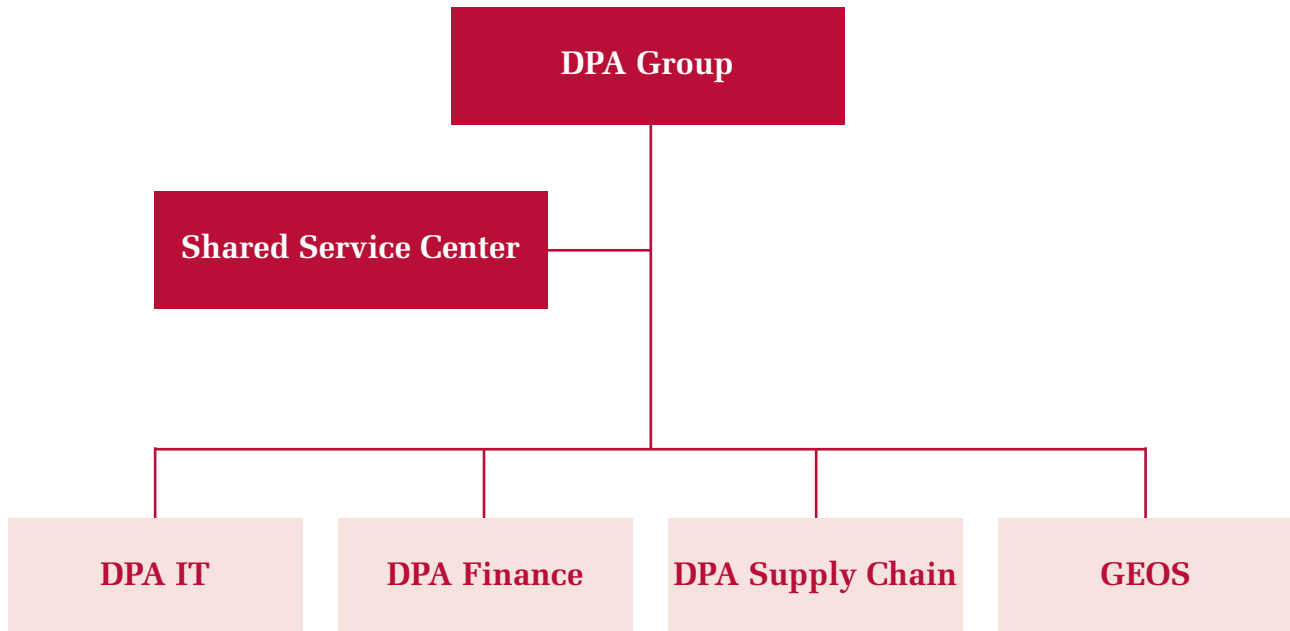 DPA Group
Shared Service Center
DPA IT
DPA Finance
DPA Supply Chain
GEOS